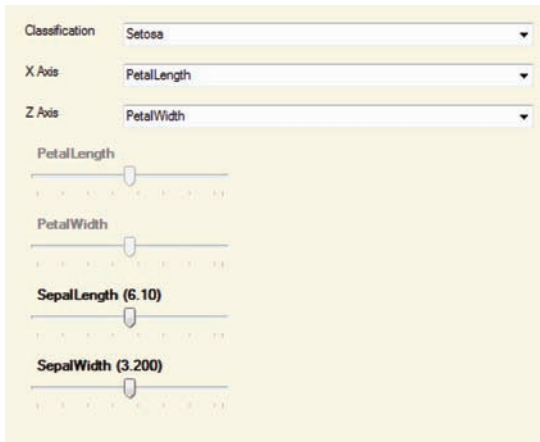 Classification Setosa
X Axis PetalLength
Z Axis PetalWidth
PetalLength
PetalWidth
SepalLength (6.10)
SepalWidth (3.200)